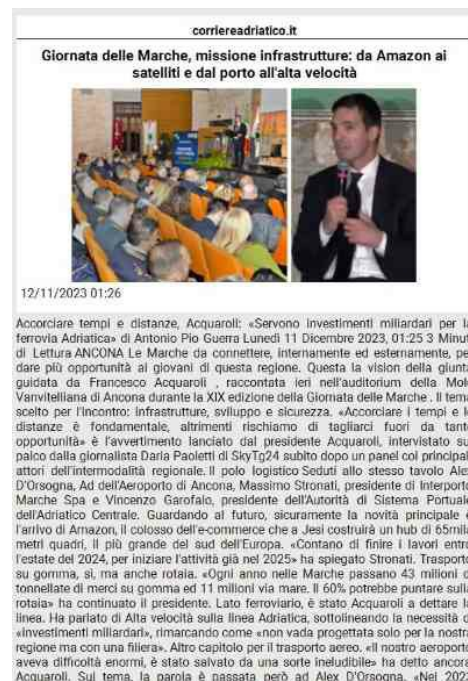 corriereadriatico.it
Giornata delle Marche, missione infrastrutture: da Amazon ai
satelliti e dal porto all'alta velocità
12/11/2023 01:26
Accorciare tempi e distanze, Acquaroli: «Servono investimenti miliardari per la
ferrovia Adriatica» di Antonio Pio Guerra Lunedì 11 Dicembre 2023, 01:25 3 Minut
di Lettura ANCONA Le Marche da connettere, internamente ed esternamente, pe
dare più opportunità ai giovani di questa regione. Questa la vision della giunta
guidata da Francesco Acquaroli , raccontata ieri nell'auditorium della Mole
Vanvitelliana di Ancona durante la XIX edizione della Giornata delle Marche . Il tema
scelto per l'incontro: infrastrutture, sviluppo e sicurezza. «Accorciare i tempi e le
distanze è fondamentale, altrimenti rischiamo di tagliarci fuori da tante
opportunità» è l'avvertimento lanciato dal presidente Acquaroli, intervistato su
palco dalla giornalista Daria Paoletti di SkyTg24 subito dopo un panel coi principal
attori dell'intermodalità regionale. Il polo logistico Seduti allo stesso tavolo Alex
D'Orsogna, Ad dell'Aeroporto di Ancona, Massimo Stronati, presidente di Interporto
Marche Spa e Vincenzo Garofalo, presidente dell'Autorità di Sistema Portuale
dell'Adriatico Centrale. Guardando al futuro, sicuramente la novità principale è
l'arrivo di Amazon, il colosso dell'e-commerce che a Jesi costruirà un hub di 65mila
metri quadri, il più grande del sud dell'Europa. «Contano di finire i lavori entro
l'estate del 2024, per iniziare l'attività già nel 2025» ha spiegato Stronati. Trasporto
su gomma, sì, ma anche rotaia. «Ogni anno nelle Marche passano 43 milioni d
tonnellate di merci su gomma ed 11 milioni via mare. Il 60% potrebbe puntare sulla
rotaia» ha continuato il presidente. Lato ferroviario, è stato Acquaroli a dettare la
linea. Ha parlato di Alta velocità sulla linea Adriatica, sottolineando la necessità d
«investimenti miliardari», rimarcando come «non vada progettata solo per la nostra
regione ma con una filiera». Altro capitolo per il trasporto aereo. «Il nostro aeroporto
aveva difficoltà enormi, è stato salvato da una sorte ineludibile» ha detto ancora
Acquaroli. Sul tema, la parola è passata però ad Alex D'Orsogna. «Nel 2022